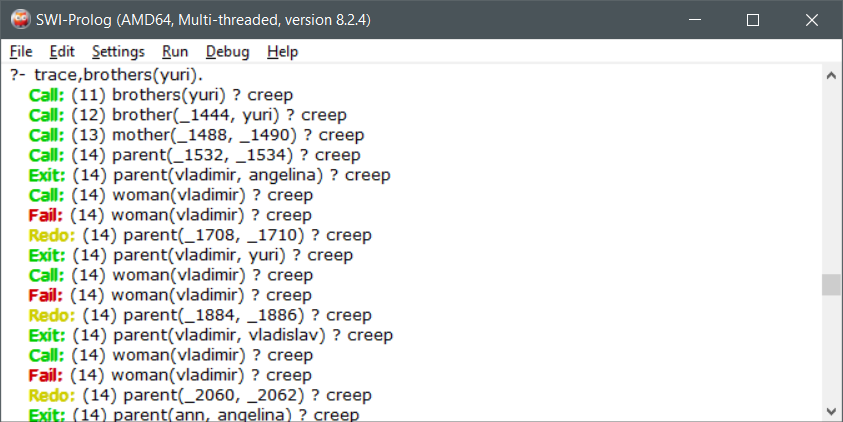 SWI-Prolog (AMD64, Multi-threaded, version 8.2.4)
File Edit Settings Run Debug Help
?- trace,brothers(yuri).
Call: (11) brothers(yuri) ? creep
Call: (12) brother(_1444, yuri) ? creep
Call: (13) mother(_1488, _1490) ? creep
Call: (14) parent(_1532, _1534) ? creep
Exit: (14) parent(vladimir, angelina) ? creep
Call: (14) woman(vladimir) ? creep
Fail: (14) woman(vladimir) ? creep
Redo: (14) parent(_1708, _1710) ? creep
Exit: (14) parent(vladimir, yuri) ? creep
Call: (14) woman(vladimir) ? creep
Fail: (14) woman(vladimir) ? creep
Redo: (14) parent(_1884, _1886) ? creep
Exit: (14) parent(vladimir, vladislav) ? creep
Call: (14) woman(vladimir) ? creep
Fail: (14) woman(vladimir) ? creep
Redo: (14) parent(_2060, _2062) ? creep
Exit: (14) parent(ann, angelina) ? creep